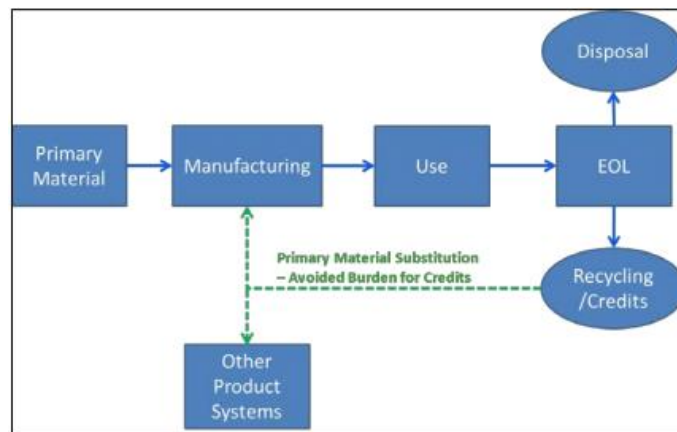 Disposal
Primary
Material
Manufacturing
Use
EOL
Primary Material Substitution
– Avoided Burden for Credits
Recycling
/Credits
Other
Product
Systems